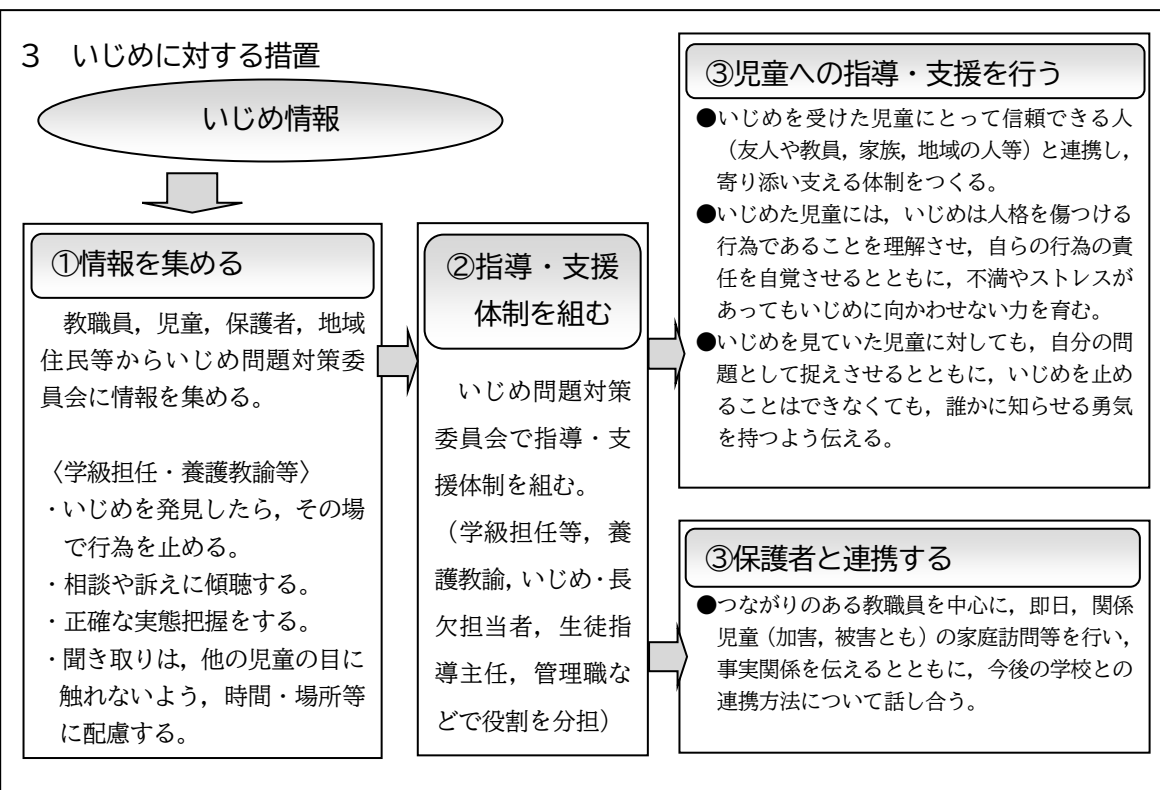 ３　いじめに対する措置
いじめ情報
①情報を集める
教職員，児童，保護者，地域
住民等からいじめ問題対策委
員会に情報を集める。
〈学級担任・養護教諭等〉
・いじめを発見したら，その場
で行為を止める。
・相談や訴えに傾聴する。
・正確な実態把握をする。
・聞き取りは，他の児童の目に
触れないよう，時間・場所等
に配慮する。
②指導・支援
体制を組む
いじめ問題対策
委員会で指導・支
援体制を組む。
（学級担任等，養
護教諭，いじめ・長
欠担当者，生徒指
導主任，管理職な
どで役割を分担）
③児童への指導・支援を行う
●いじめを受けた児童にとって信頼できる人
（友人や教員，家族，地域の人等）と連携し，
寄り添い支える体制をつくる。
●いじめた児童には，いじめは人格を傷つける
行為であることを理解させ，自らの行為の責
任を自覚させるとともに，不満やストレスが
あってもいじめに向かわせない力を育む。
●いじめを見ていた児童に対しても，自分の問
題として捉えさせるとともに，いじめを止め
ることはできなくても，誰かに知らせる勇気
を持つよう伝える。
③保護者と連携する
●つながりのある教職員を中心に，即日，関係
児童（加害，被害とも）の家庭訪問等を行い，
事実関係を伝えるとともに，今後の学校との
連携方法について話し合う。